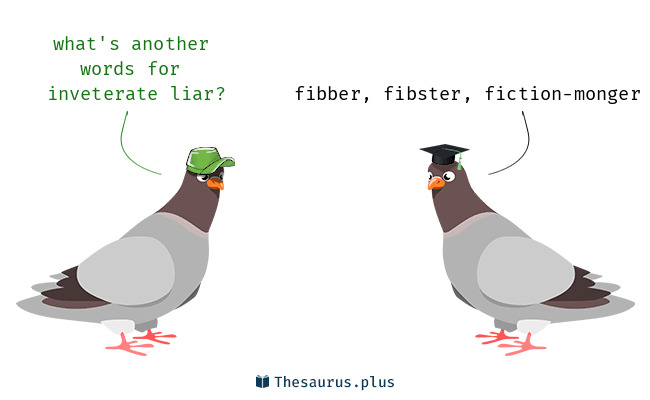 what's another
words for
inveterate liar?
fibber, fibster, fiction-monger
Thesaurus.plus